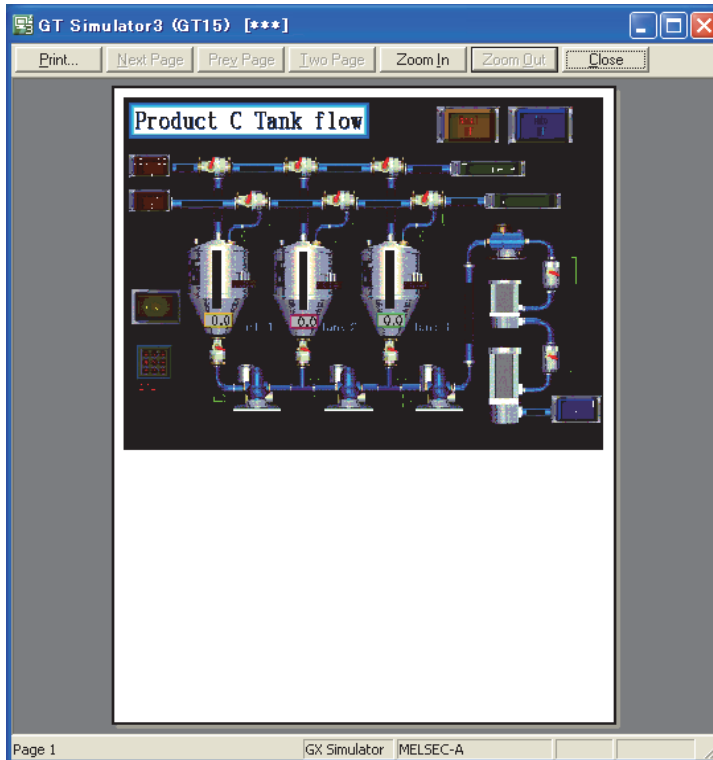 GT Simulator3 (GT15) [***]
Print... Next Page Prev Page Two Page Zoom In Zoom Out Close
Product C Tank flow
0.0 0.0 0.0
Page 1 GX Simulator MELSEC-A